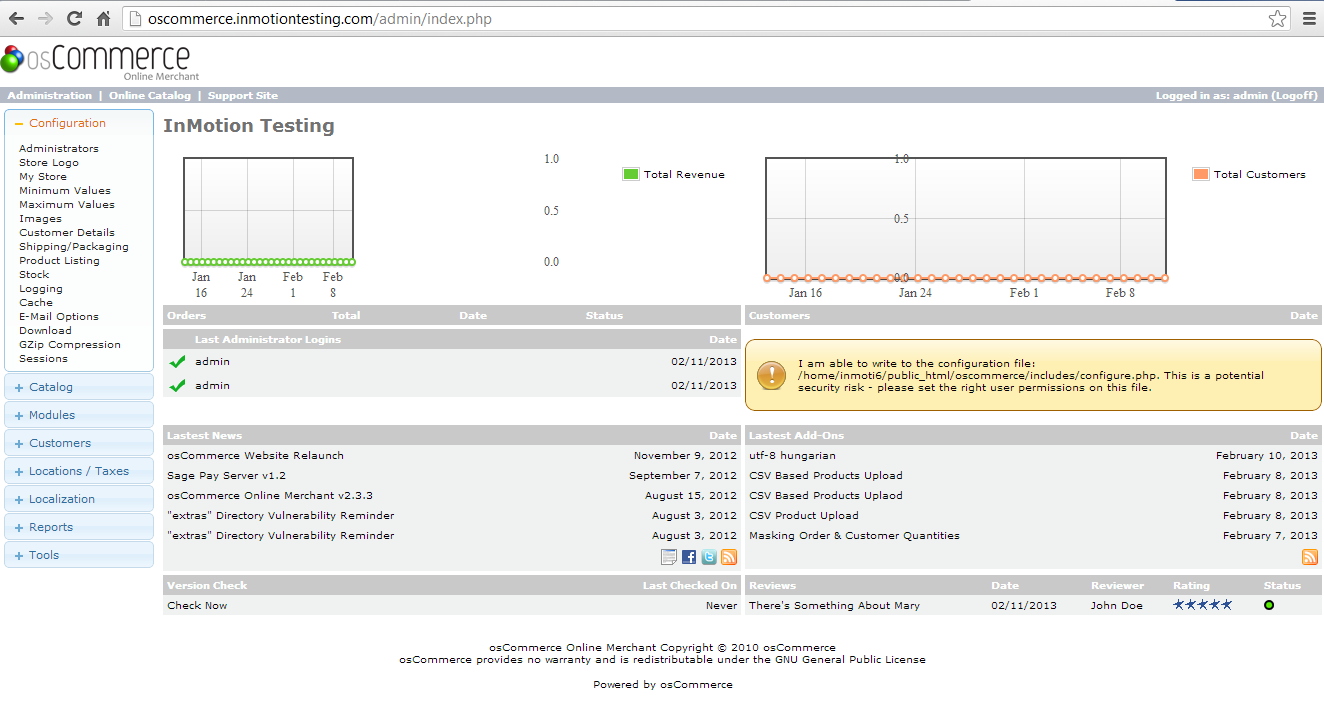 oscommerce.inmotiontesting.com/admin/index.php
osCommerce
Online Merchant
Administration | Online Catalog | Support Site
Logged in as: admin (Logoff)
Configuration
Administrators
Store Logo
My Store
Minimum Values
Maximum Values
Images
Customer Details
Shipping/Packaging
Product Listing
Stock
Logging
Cache
E-Mail Options
Download
GZip Compression
Sessions
+ Catalog
+ Modules
+ Customers
+ Locations / Taxes
+ Localization
+ Reports
+ Tools
InMotion Testing
1.0
0.5
0.0
Jan 16
Jan 24
Feb 1
Feb 8
Total Revenue
1.0
0.5
0.0
Jan 16
Jan 24
Feb 1
Feb 8
Total Customers
Orders Total Date Status
Customers Date
Last Administrator Logins Date
admin 02/11/2013
admin 02/11/2013
I am able to write to the configuration file:
/home/inmoti6/public_html/oscommerce/includes/configure.php. This is a potential
security risk - please set the right user permissions on this file.
Lastest News Date
osCommerce Website Relaunch November 9, 2012
Sage Pay Server v1.2 September 7, 2012
osCommerce Online Merchant v2.3.3 August 15, 2012
"extras" Directory Vulnerability Reminder August 3, 2012
"extras" Directory Vulnerability Reminder August 3, 2012
Lastest Add-Ons Date
utf-8 hungarian February 10, 2013
CSV Based Products Upload February 8, 2013
CSV Based Products Uplaod February 8, 2013
CSV Product Upload February 8, 2013
Masking Order & Customer Quantities February 7, 2013
Version Check Last Checked On
Check Now Never
Reviews Date Reviewer Rating Status
There's Something About Mary 02/11/2013 John Doe
osCommerce Online Merchant Copyright © 2010 osCommerce
osCommerce provides no warranty and is redistributable under the GNU General Public License
Powered by osCommerce